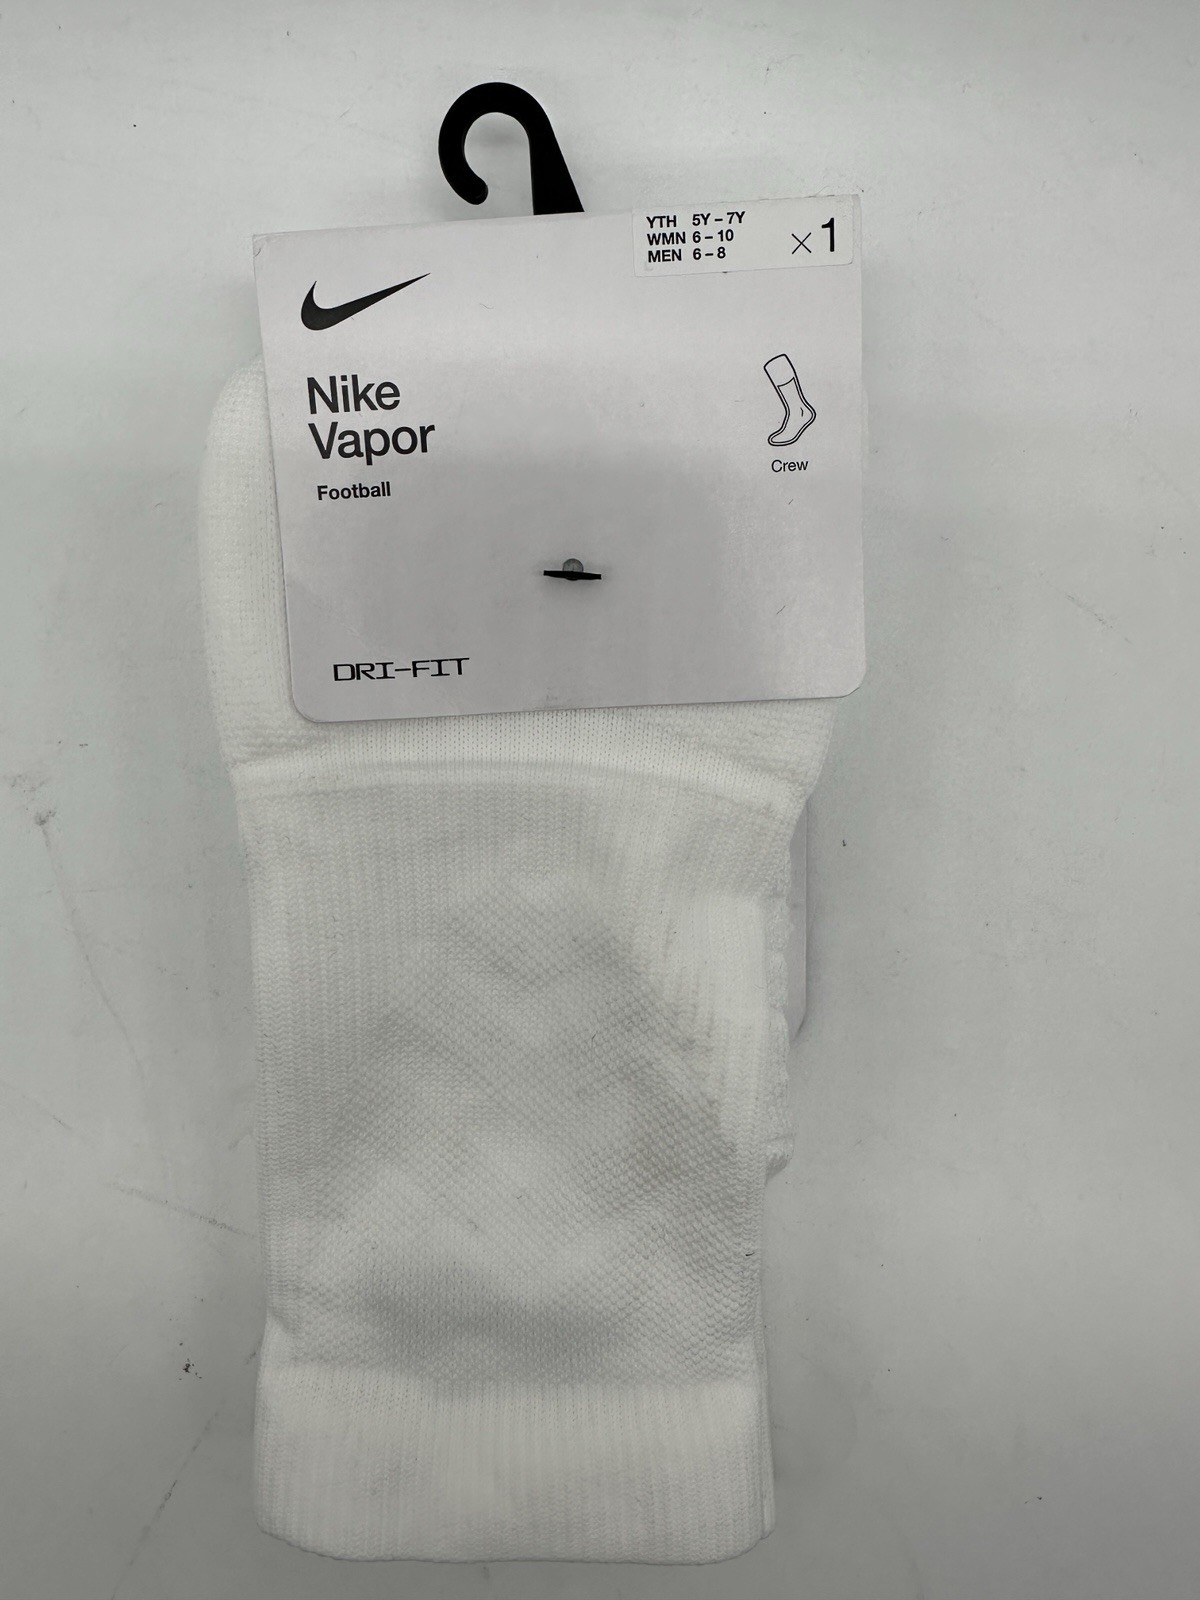 YTH 5Y – 7Y
WMN 6 – 10
MEN 6 – 8
×1
Nike
Vapor
Football
Crew
DRI-FIT